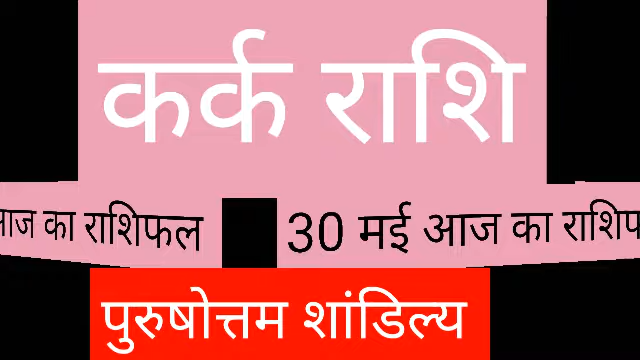 कर्क राशि
आज का राशिफल 30 मई आज का
पुरुषोत्तम शांडिल्य